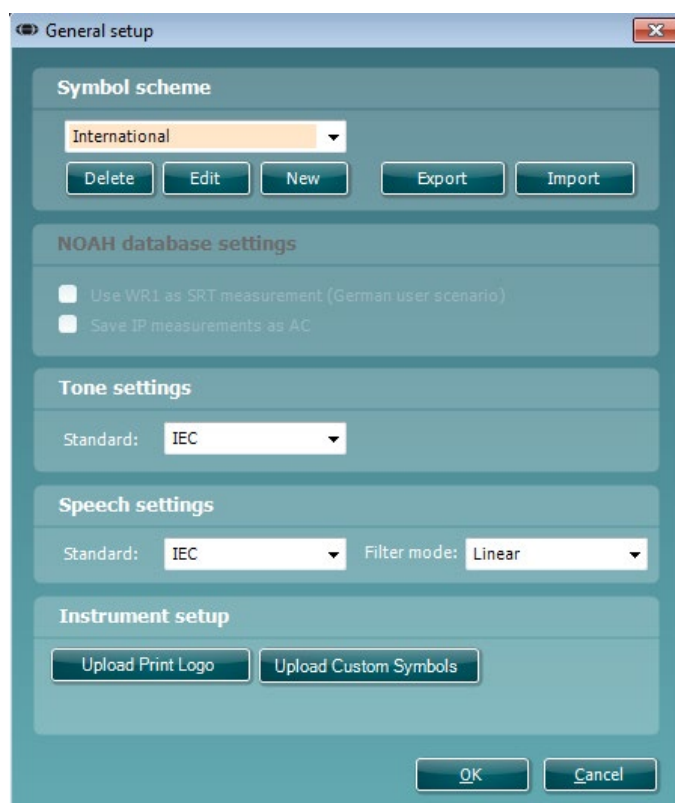 General setup
Symbol scheme
International
Delete Edit New Export Import
NOAH database settings
Use WR1 as SRT measurement (German user scenario)
Save IP measurements as AC
Tone settings
Standard: IEC
Speech settings
Standard: IEC Filter mode: Linear
Instrument setup
Upload Print Logo Upload Custom Symbols
OK Cancel